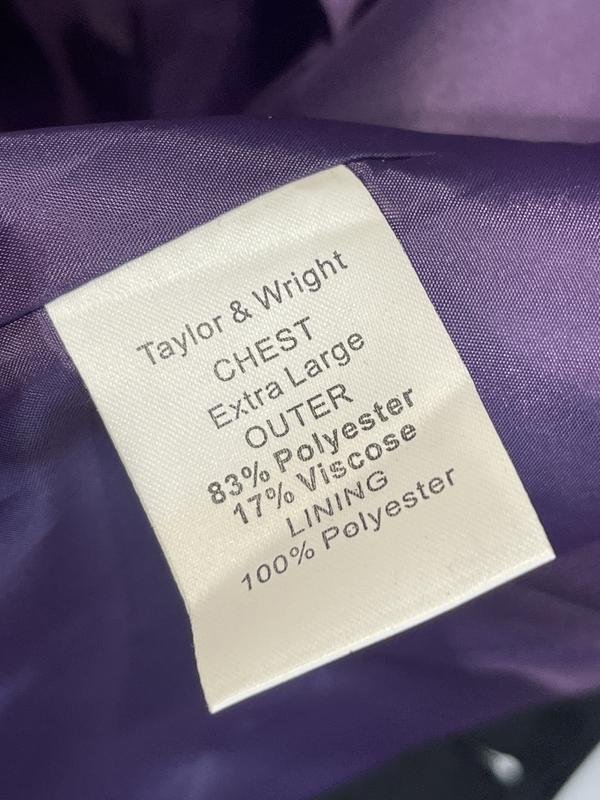 Taylor & Wright
CHEST
Extra Large
OUTER
83% Polyester
17% Viscose
LINING
100% Polyester